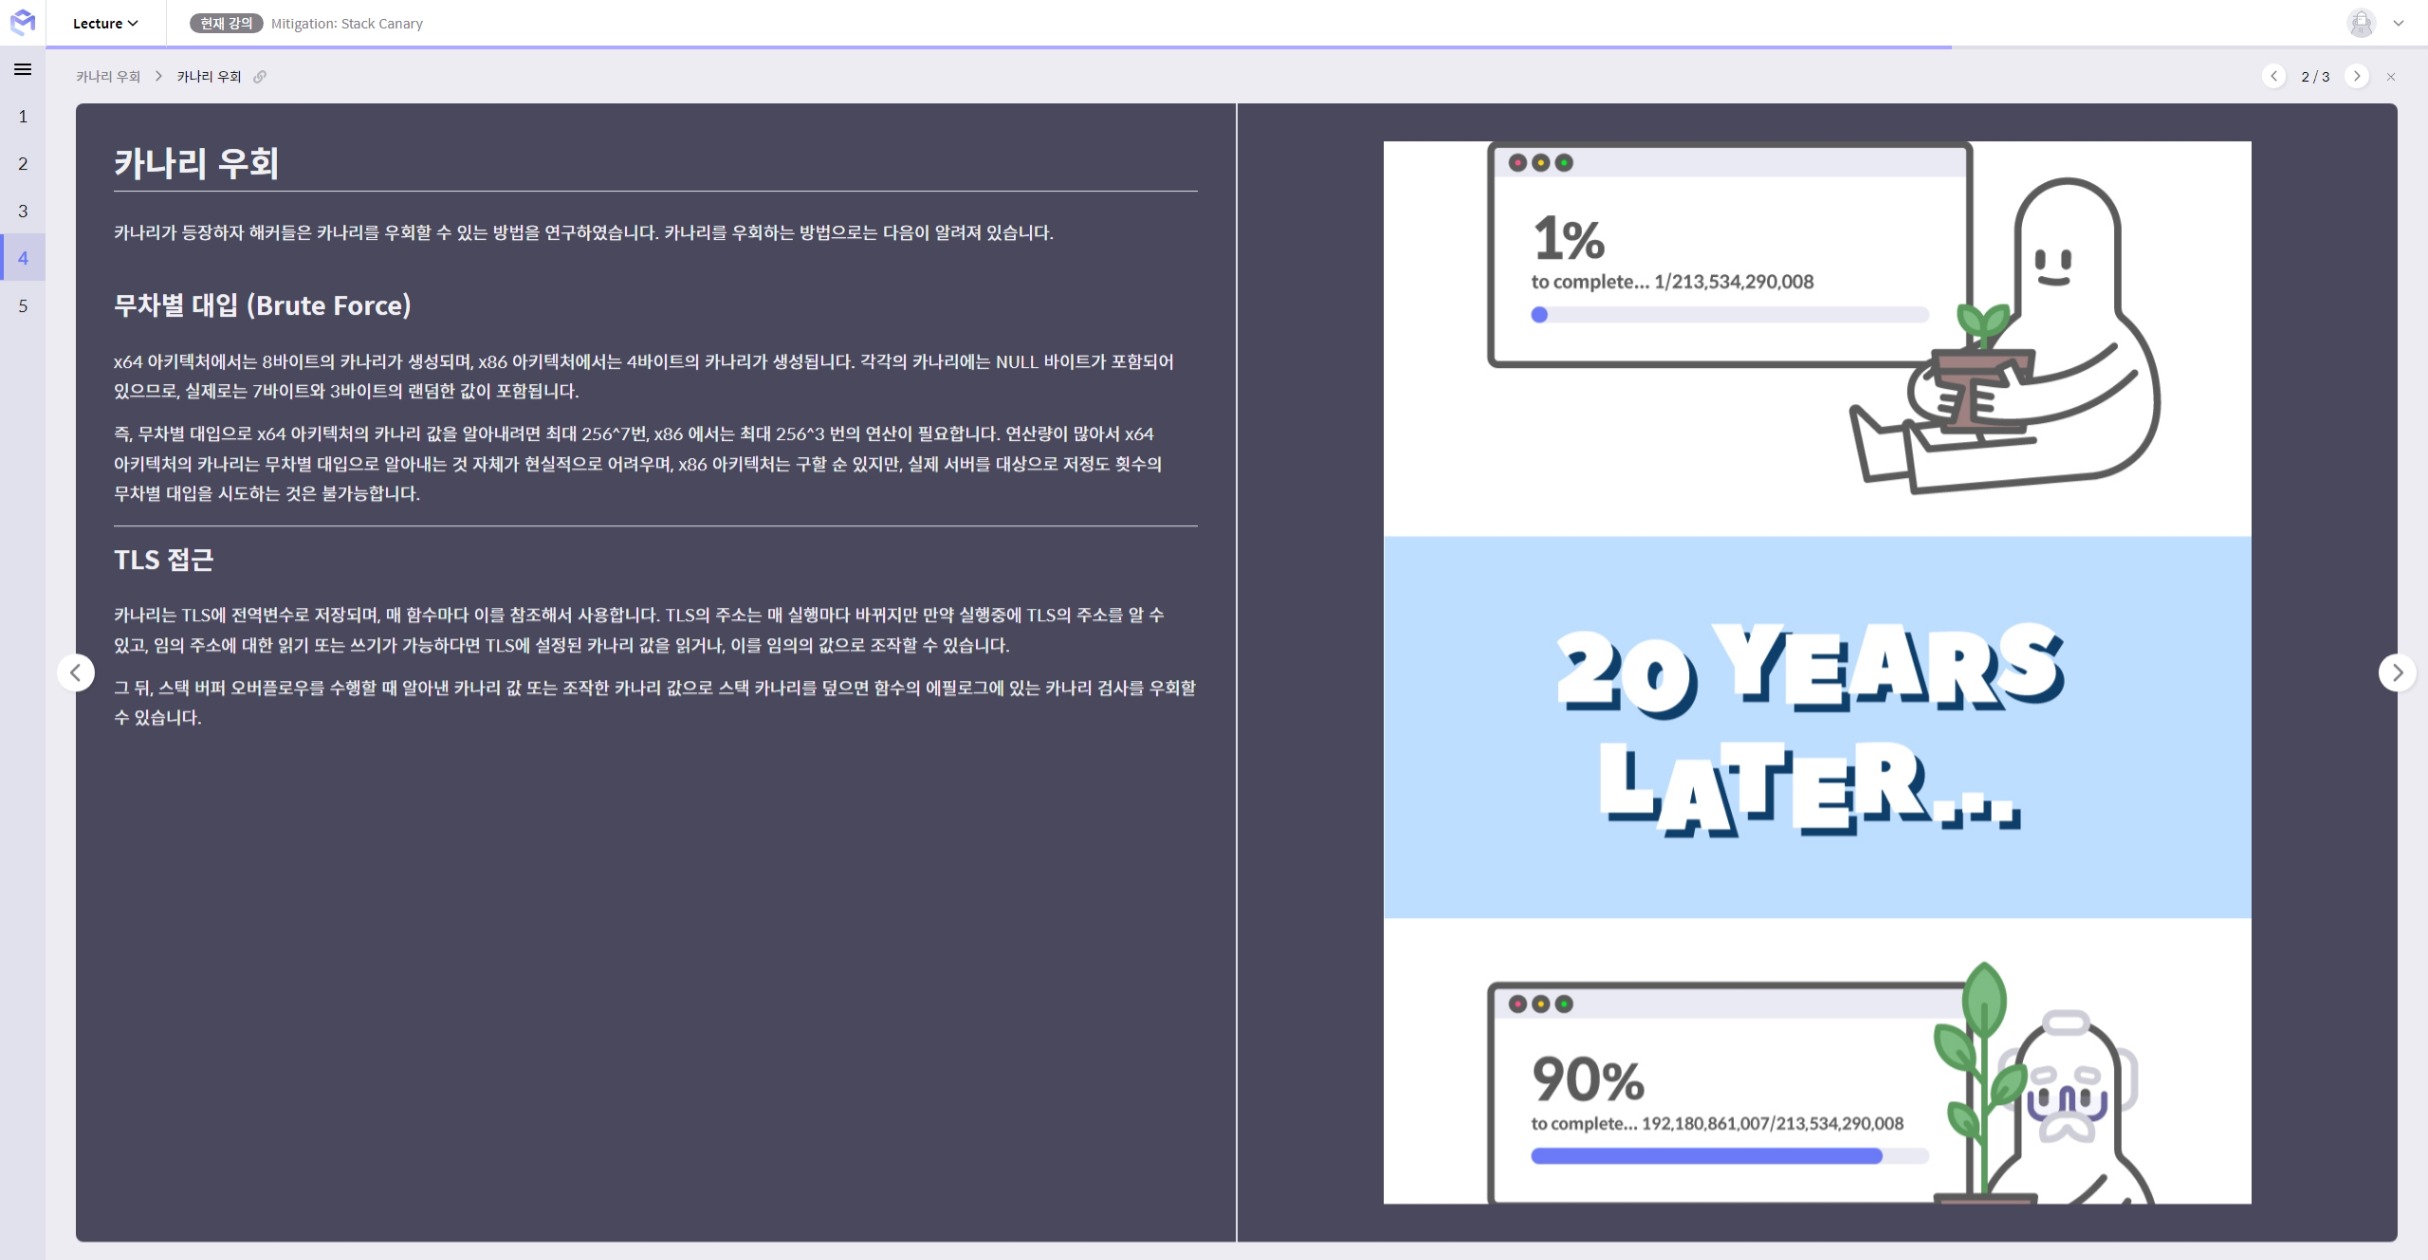 Lecture
현재 강의 Mitigation: Stack Canary
카나리 우회 > 카나리 우회
2 / 3
1
2
3
4
5
카나리 우회
카나리가 등장하자 해커들은 카나리를 우회할 수 있는 방법을 연구하였습니다. 카나리를 우회하는 방법으로는 다음이 알려져 있습니다.
무차별 대입 (Brute Force)
x64 아키텍처에서는 8바이트의 카나리가 생성되며, x86 아키텍처에서는 4바이트의 카나리가 생성됩니다. 각각의 카나리에는 NULL 바이트가 포함되어
있으므로, 실제로는 7바이트와 3바이트의 랜덤한 값이 포함됩니다.
즉, 무차별 대입으로 x64 아키텍처의 카나리 값을 알아내려면 최대 256^7번, x86 에서는 최대 256^3 번의 연산이 필요합니다. 연산량이 많아서 x64
아키텍처의 카나리는 무차별 대입으로 알아내는 것 자체가 현실적으로 어려우며, x86 아키텍처는 구할 순 있지만, 실제 서버를 대상으로 저정도 횟수의
무차별 대입을 시도하는 것은 불가능합니다.
TLS 접근
카나리는 TLS에 전역변수로 저장되며, 매 함수마다 이를 참조해서 사용합니다. TLS의 주소는 매 실행마다 바뀌지만 만약 실행중에 TLS의 주소를 알 수
있고, 임의 주소에 대한 읽기 또는 쓰기가 가능하다면 TLS에 설정된 카나리 값을 읽거나, 이를 임의의 값으로 조작할 수 있습니다.
그 뒤, 스택 버퍼 오버플로우를 수행할 때 알아낸 카나리 값 또는 조작한 카나리 값으로 스택 카나리를 덮으면 함수의 에필로그에 있는 카나리 검사를 우회할
수 있습니다.
1%
to complete... 1/213,534,290,008
20 YEARS
LATER...
90%
to complete... 192,180,861,007/213,534,290,008